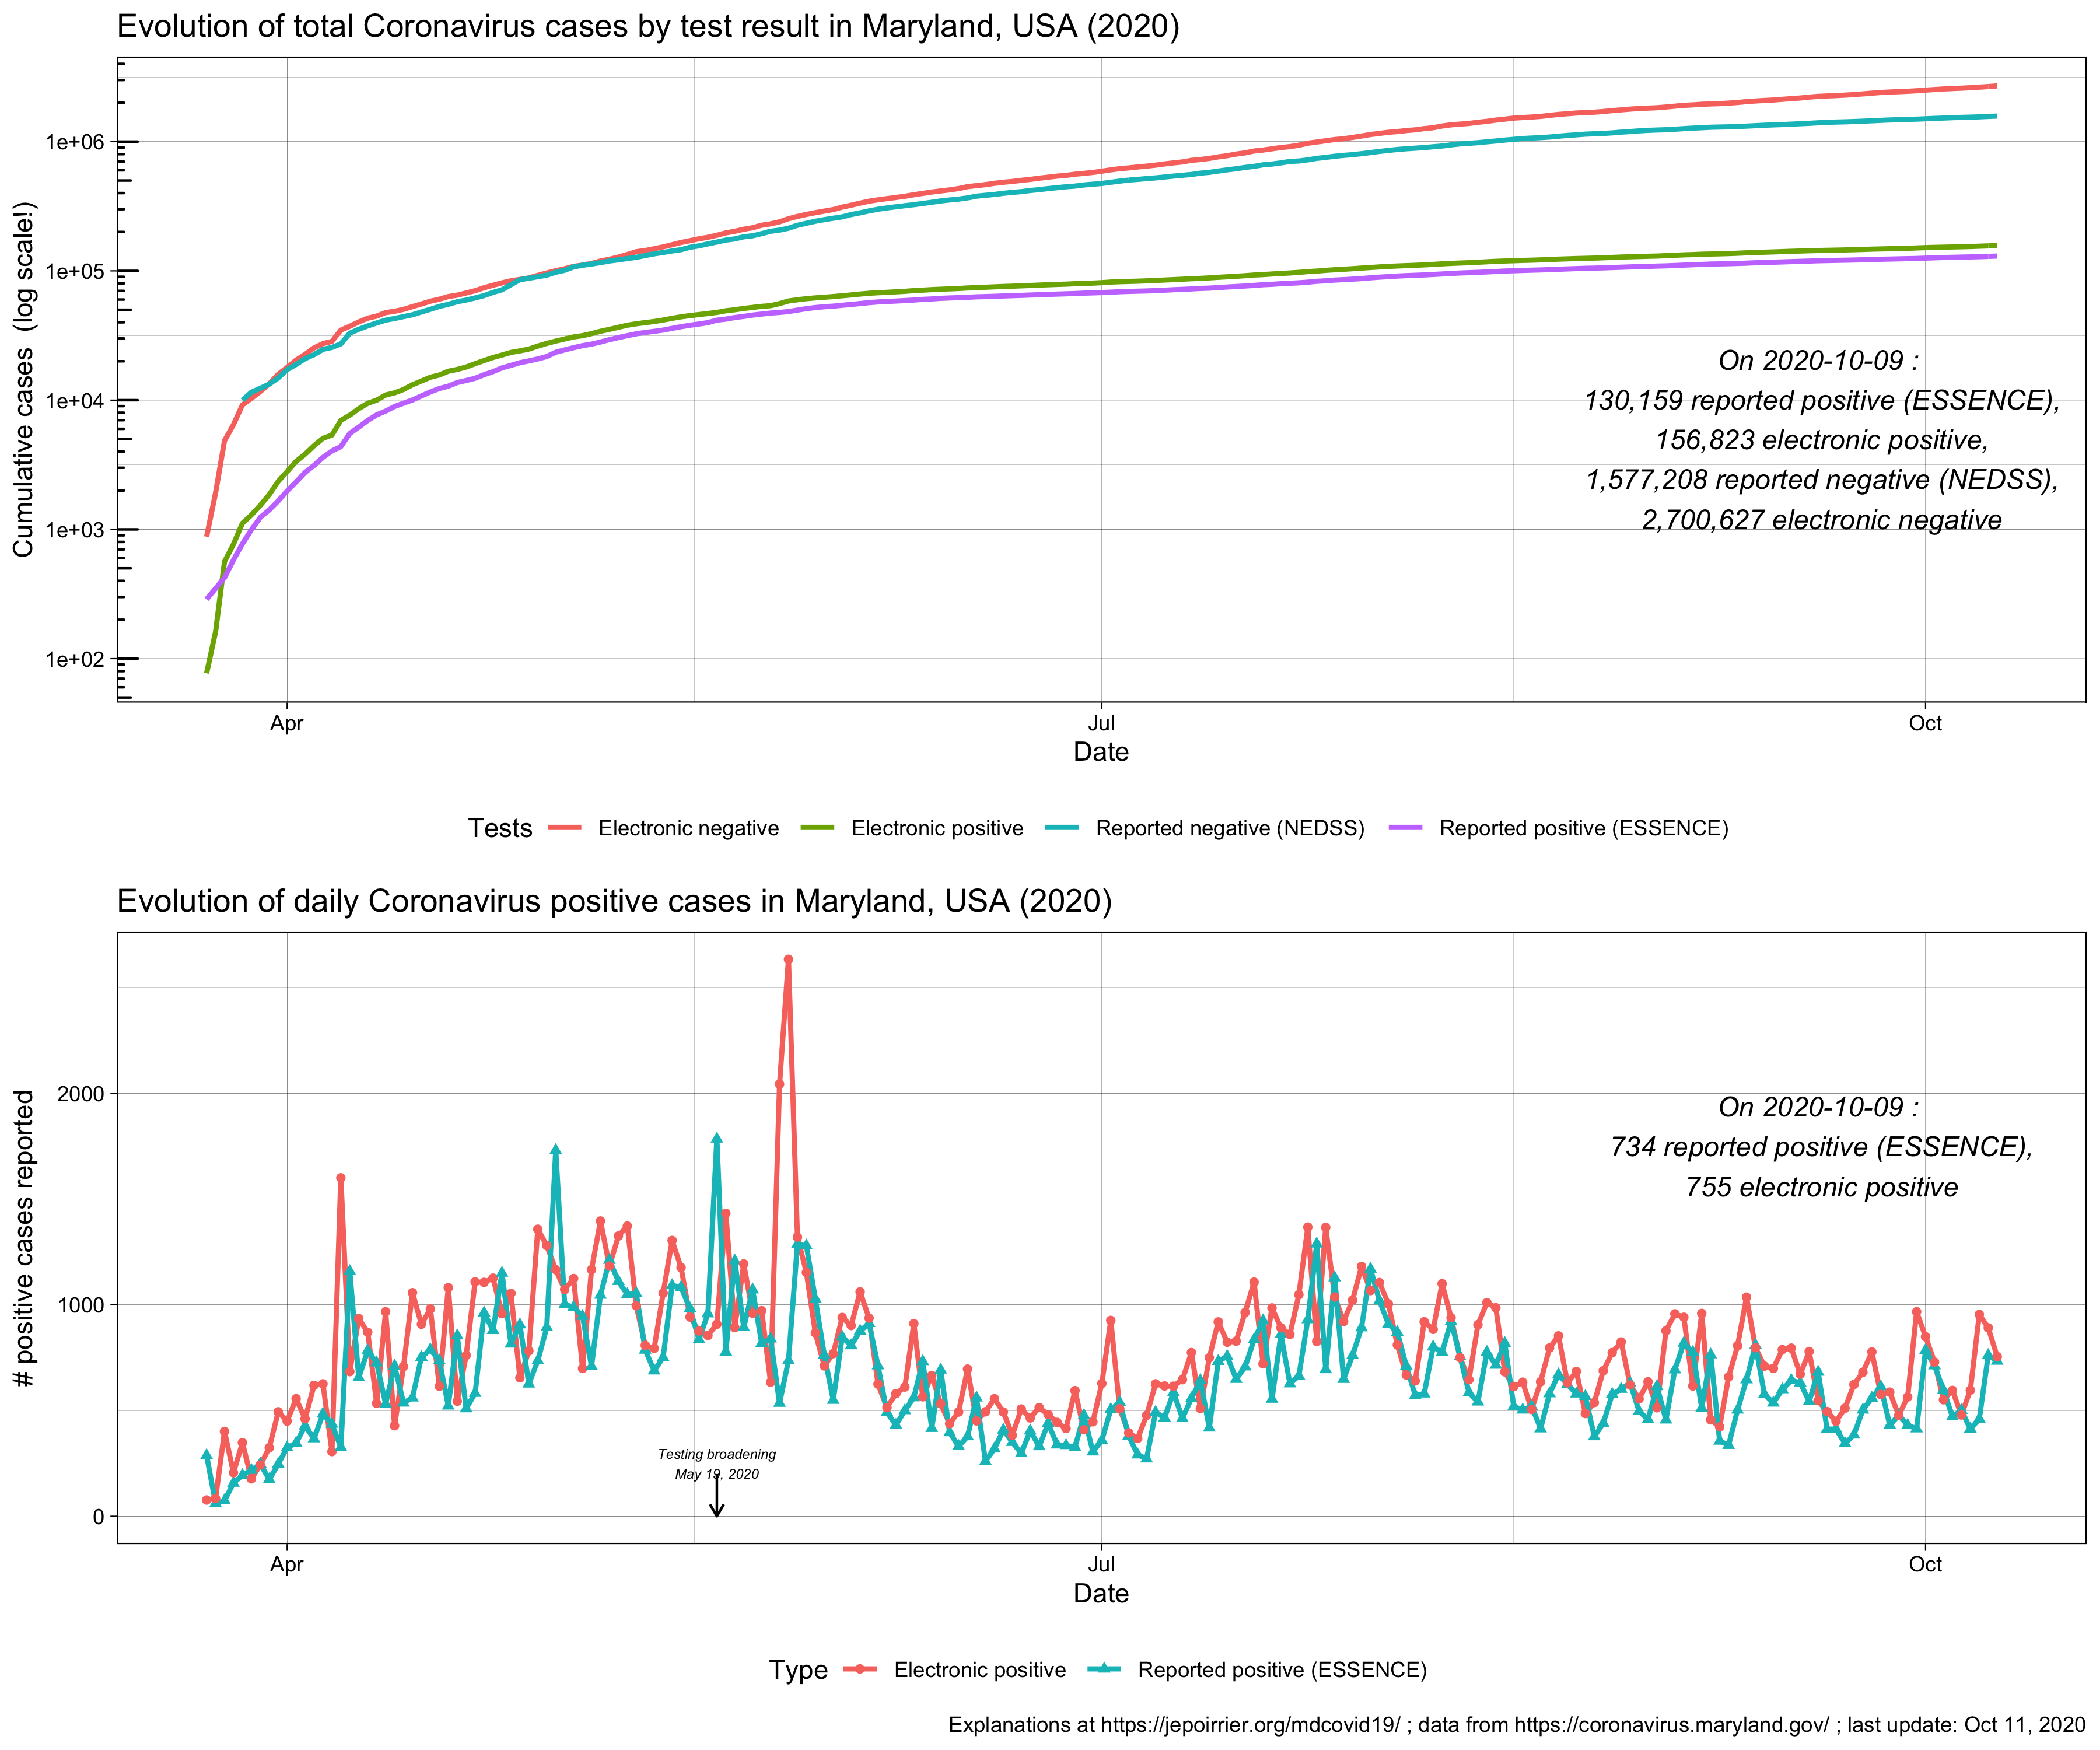 Evolution of total Coronavirus cases by test result in Maryland, USA (2020)
Cumulative cases (log scale!)
1e+06
1e+05
1e+04
1e+03
1e+02
On 2020-10-09 :
130,159 reported positive (ESSENCE),
156,823 electronic positive,
1,577,208 reported negative (NEDSS),
2,700,627 electronic negative
Apr Jul Oct
Date
Tests Electronic negative Electronic positive Reported negative (NEDSS) Reported positive (ESSENCE)
Evolution of daily Coronavirus positive cases in Maryland, USA (2020)
# positive cases reported
2000
1000
0
On 2020-10-09 :
734 reported positive (ESSENCE),
755 electronic positive
Testing broadening
May 19, 2020
Apr Jul Oct
Date
Type Electronic positive Reported positive (ESSENCE)
Explanations at https://jepoirrier.org/mdcovid19/ ; data from https://coronavirus.maryland.gov/ ; last update: Oct 11, 2020